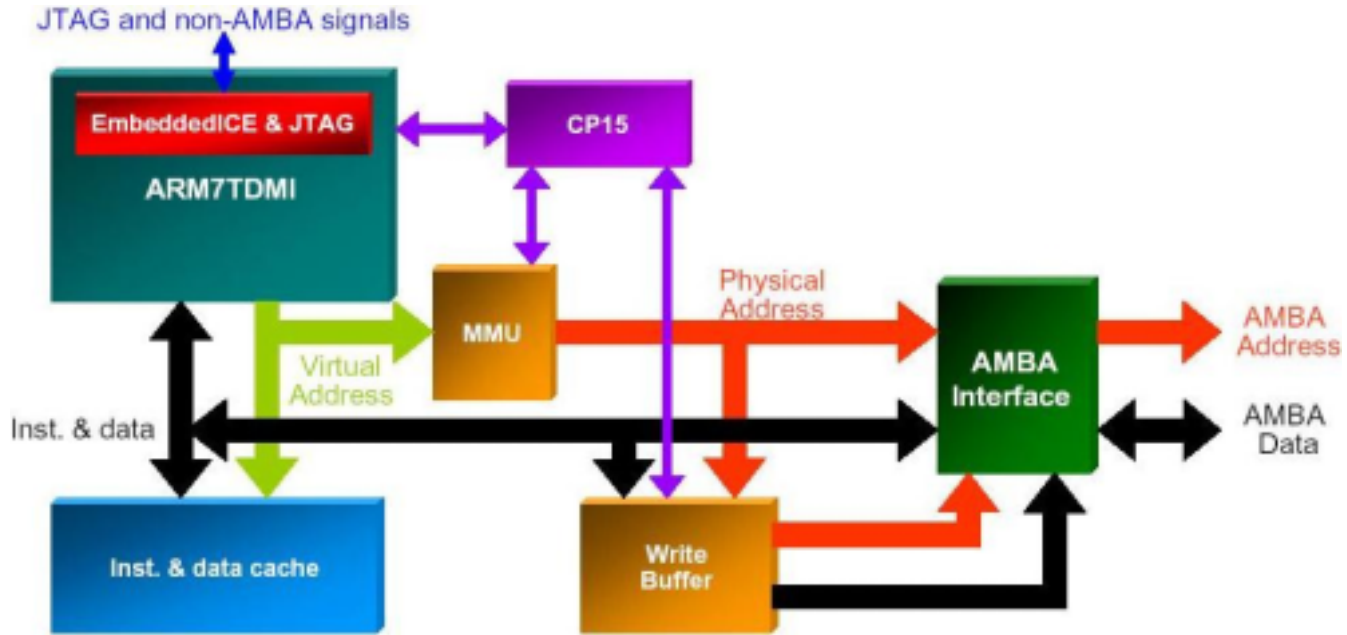 JTAG and non-AMBA signals
EmbeddedICE & JTAG
CP15
ARM7TDMI
Physical
Address
MMU
Virtual
Address
AMBA
Interface
AMBA
Address
Inst. & data
AMBA
Data
Inst. & data cache
Write
Buffer